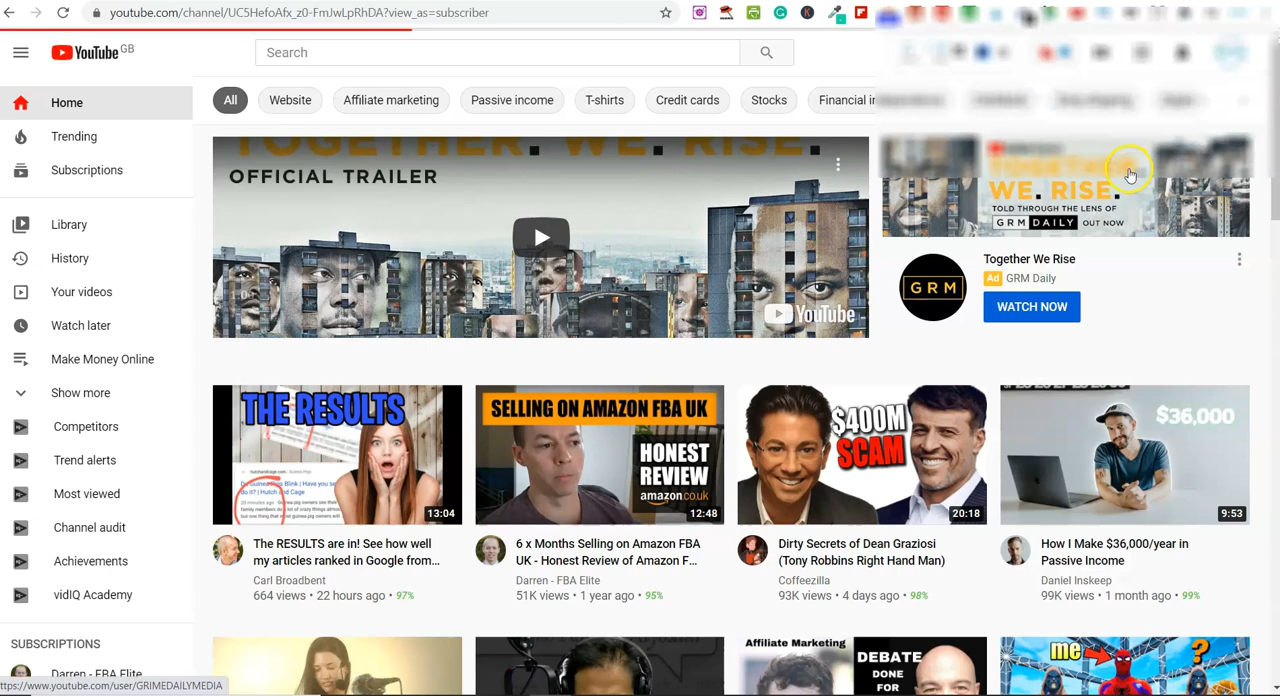 youtube.com/channel/UC5HefoAfx_z0-FmJwLpRhDA?view_as=subscriber
YouTube GB
Search
Home
Trending
Subscriptions
Library
History
Your videos
Watch later
Make Money Online
Show more
Competitors
Trend alerts
Most viewed
Channel audit
Achievements
vidIQ Academy
SUBSCRIPTIONS
Darren - FBA Elite
ttps://www.youtube.com/user/GRIMEDAILYMEDIA
All
Website
Affiliate marketing
Passive income
T-shirts
Credit cards
Stocks
Financial in
TOGETHER. WE. RISE.
OFFICIAL TRAILER
YouTube
TOGETHER.
WE. RISE.
TOLD THROUGH THE LENS OF
GRM DAILY OUT NOW
GRM
Together We Rise
Ad GRM Daily
WATCH NOW
THE RESULTS
13:04
The RESULTS are in! See how well
my articles ranked in Google from...
Carl Broadbent
664 views • 22 hours ago • 97%
SELLING ON AMAZON FBA UK
HONEST
REVIEW
amazon.co.uk
12:48
6 x Months Selling on Amazon FBA
UK - Honest Review of Amazon F...
Darren - FBA Elite
51K views • 1 year ago • 95%
$400M
SCAM
20:18
Dirty Secrets of Dean Graziosi
(Tony Robbins Right Hand Man)
Coffeezilla
93K views • 4 days ago • 98%
$36,000
9:53
How I Make $36,000/year in
Passive Income
Daniel Inskeep
99K views • 1 month ago • 99%
Affiliate Marketing
DEBATE
DONE
FOR
me
?